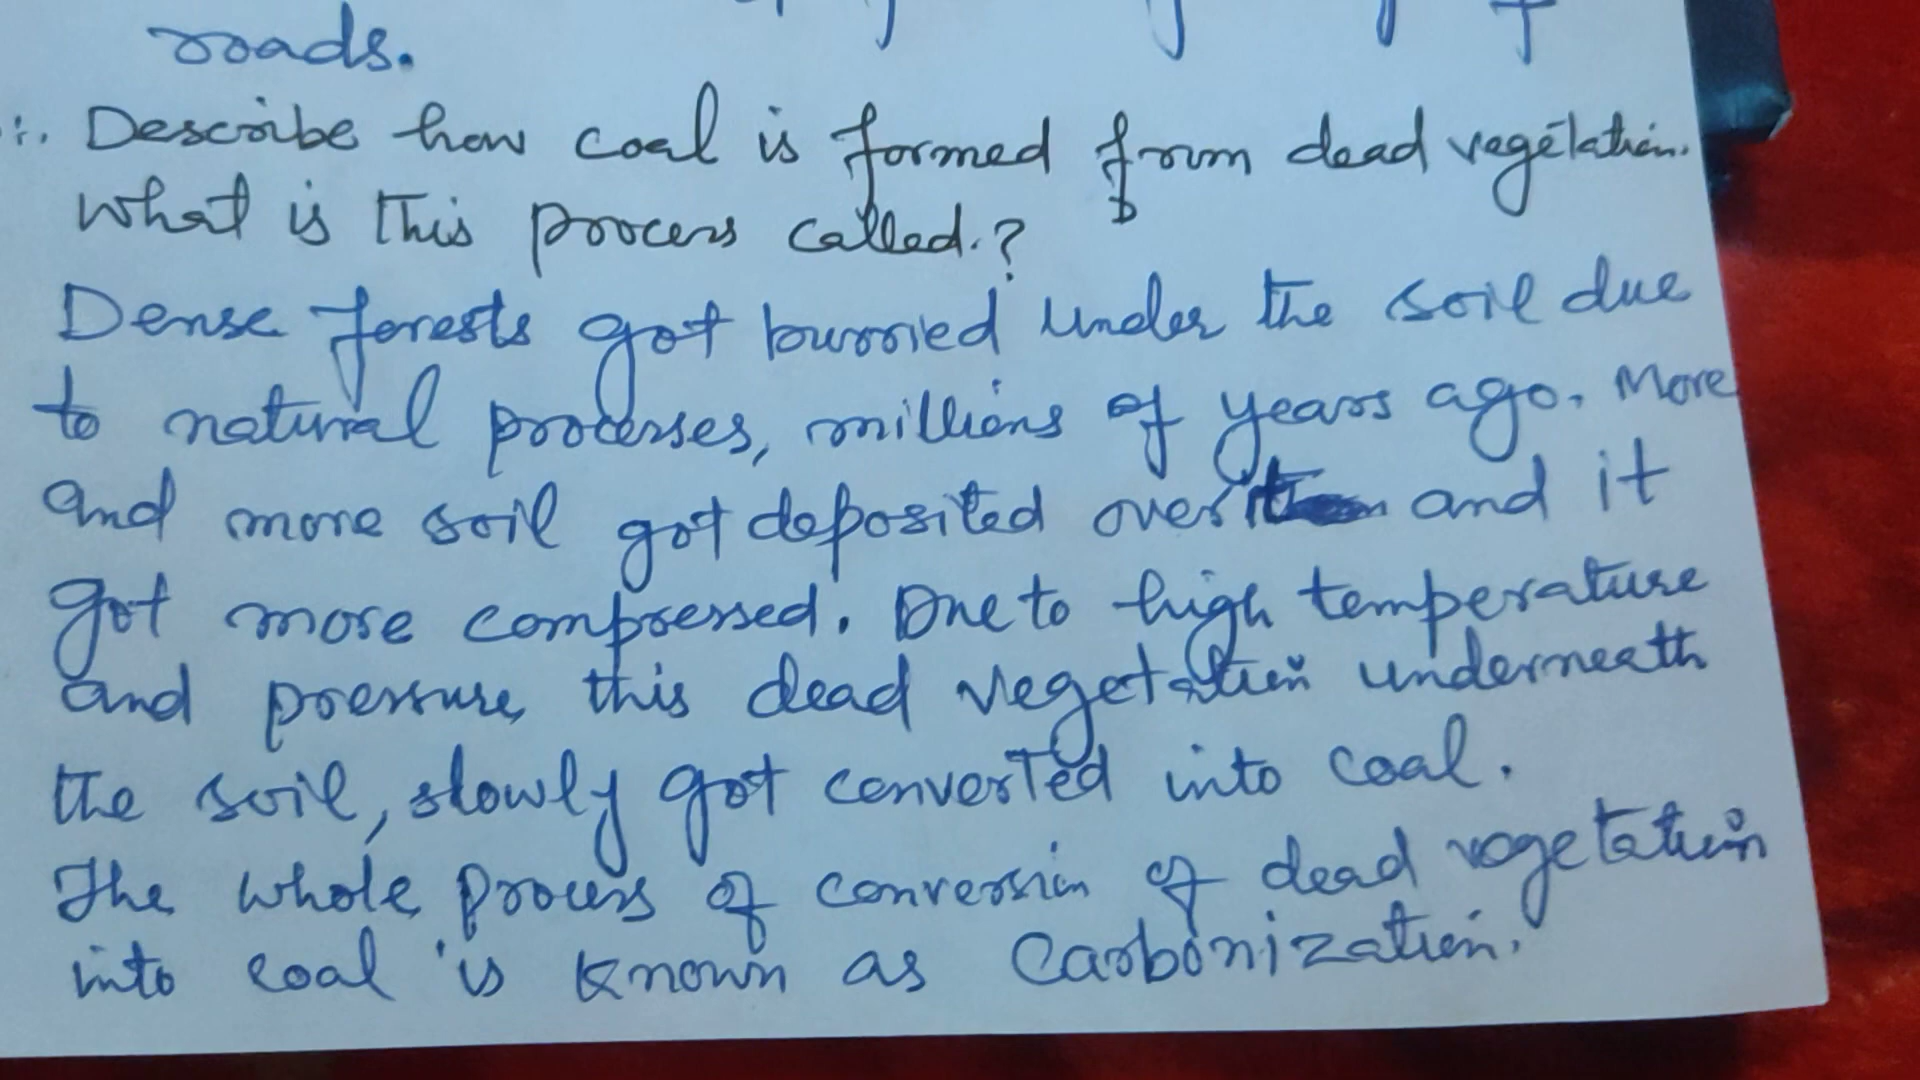 roads.
:. Describe how coal is formed from dead vegetation.
What is this process called.?
Dense forests got burried under the soil due
to natural processes, millions of years ago. More
and more soil got deposited over it and it
got more compressed. Due to high temperature
and pressure, this dead vegetation underneath
the soil, slowly got converted into coal.
The whole process of conversion of dead vegetation
into coal is known as Carbonization.